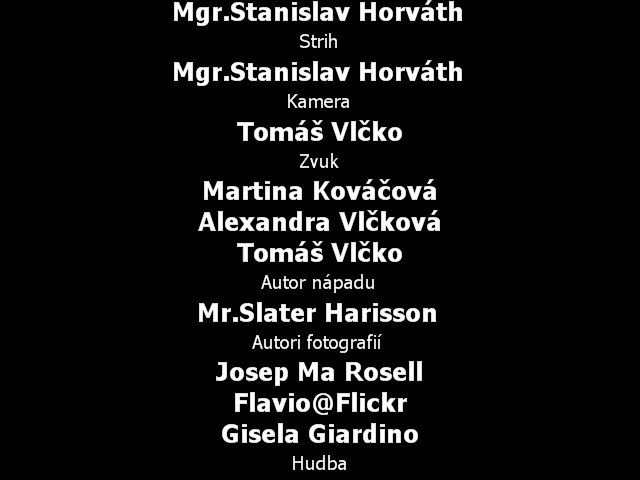 Mgr.Stanislav Horváth
Strih
Mgr.Stanislav Horváth
Kamera
Tomáš Vlčko
Zvuk
Martina Kováčová
Alexandra Vlčková
Tomáš Vlčko
Autor nápadu
Mr.Slater Harisson
Autori fotografií
Josep Ma Rosell
Flavio@Flickr
Gisela Giardino
Hudba